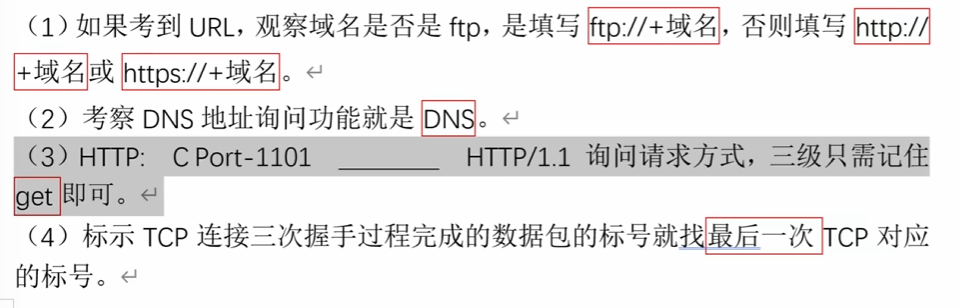 （1）如果考到 URL，观察域名是否是 ftp，是填写 ftp://+域名，否则填写 http://
+域名或 https://+域名。
（2）考察 DNS 地址询问功能就是 DNS。
（3）HTTP: C Port-1101 ________ HTTP/1.1 询问请求方式，三级只需记住
get 即可。
（4）标示 TCP 连接三次握手过程完成的数据包的标号就找最后一次 TCP 对应
的标号。